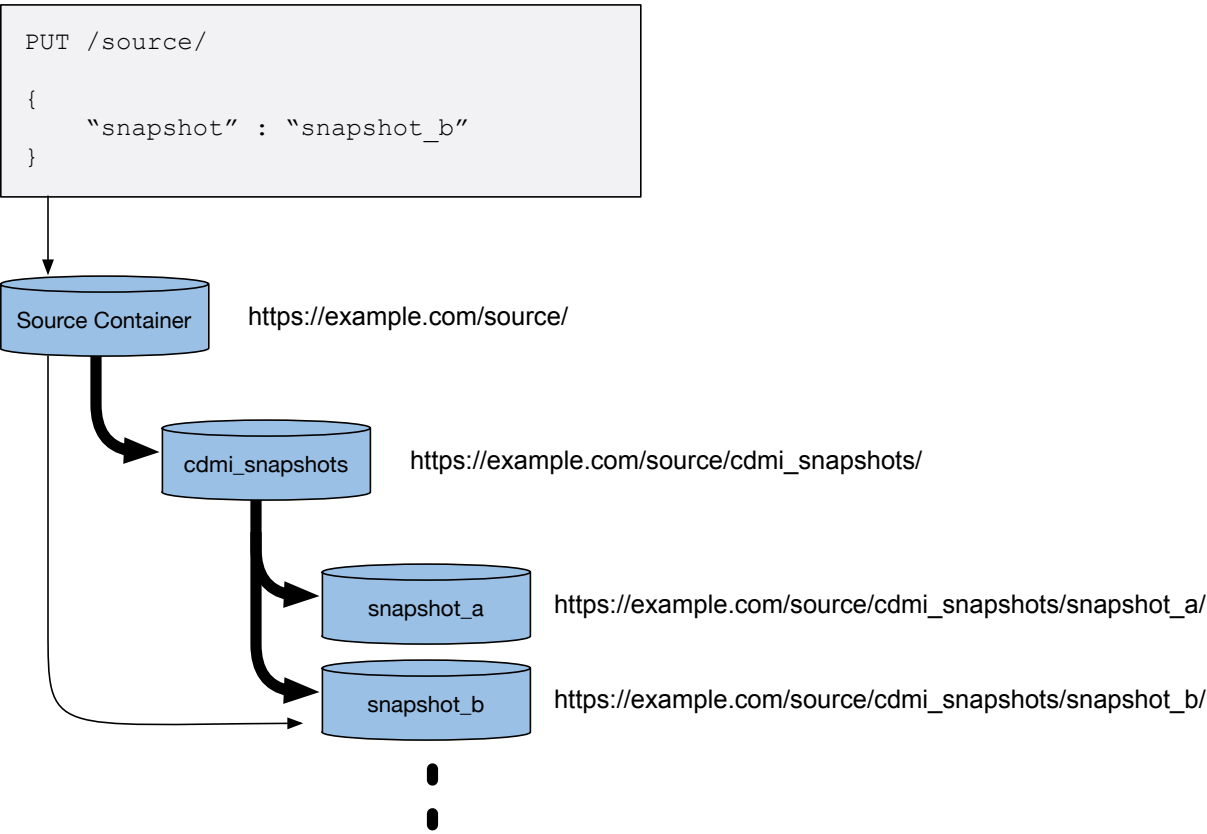 PUT /source/
{
“snapshot” : “snapshot_b”
}
Source Container
https://example.com/source/
cdmi_snapshots
https://example.com/source/cdmi_snapshots/
snapshot_a
https://example.com/source/cdmi_snapshots/snapshot_a/
snapshot_b
https://example.com/source/cdmi_snapshots/snapshot_b/